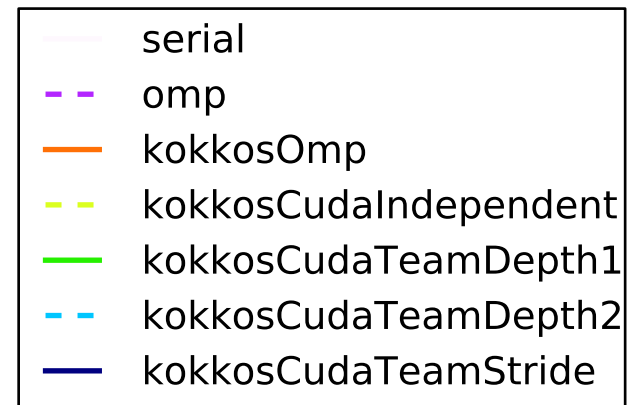 serial
omp
kokkosOmp
kokkosCudaIndependent
kokkosCudaTeamDepth1
kokkosCudaTeamDepth2
kokkosCudaTeamStride